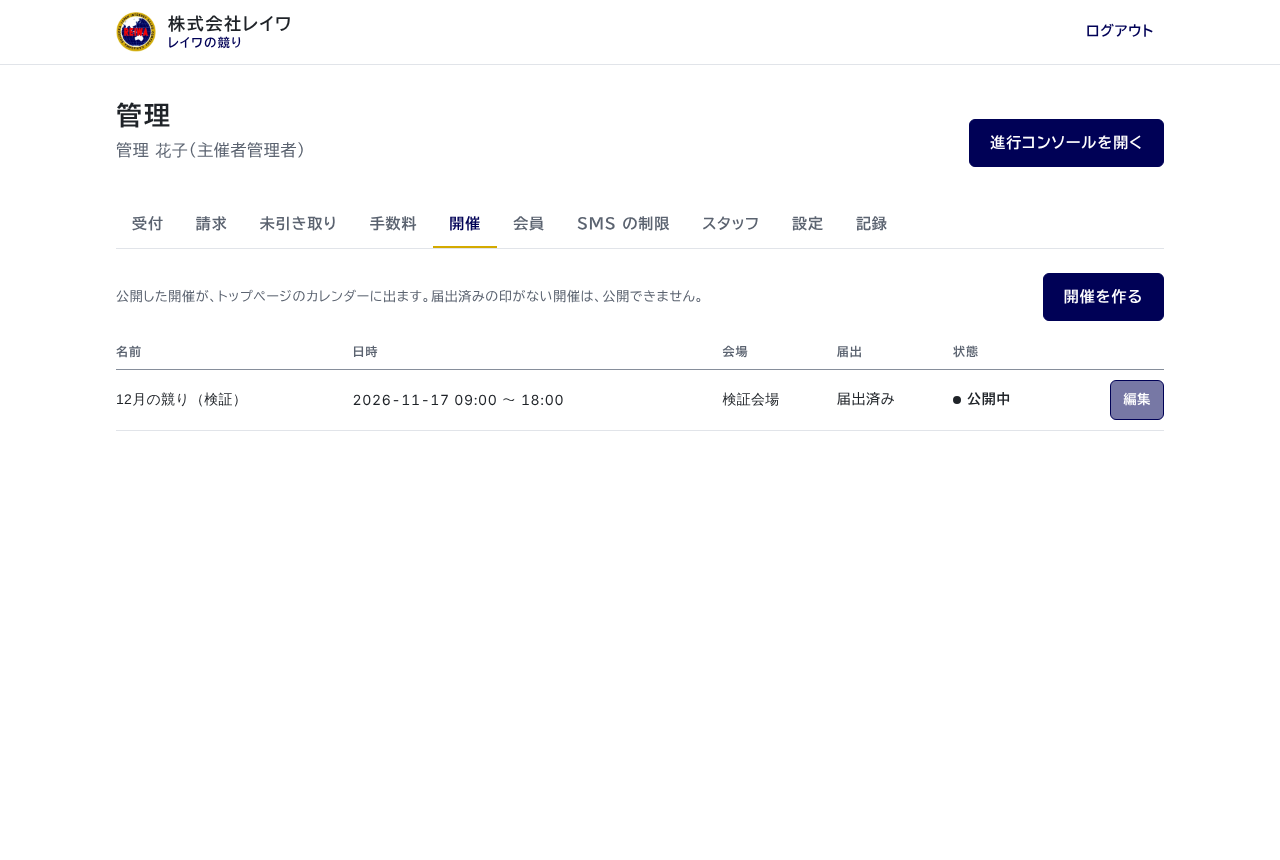 株式会社レイワ
レイワの競り
ログアウト
管理
管理 花子(主催者管理者)
進行コンソールを開く
受付 請求 未引き取り 手数料 開催 会員 SMS の制限 スタッフ 設定 記録
公開した開催が、トップページのカレンダーに出ます。届出済みの印がない開催は、公開できません。
開催を作る
名前 日時 会場 届出 状態
12月の競り（検証） 2026-11-17 09:00 〜 18:00 検証会場 届出済み 公開中 編集